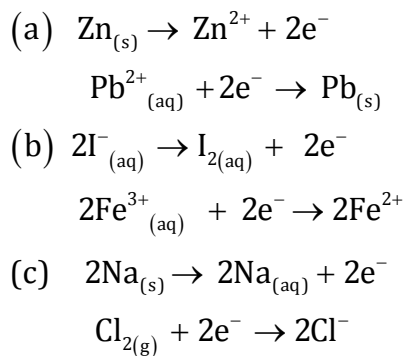 (a) Zn₍ₛ₎ → Zn²⁺ + 2e⁻
Pb²⁺₍aq₎ + 2e⁻ → Pb₍ₛ₎
(b) 2I⁻₍aq₎ → I₂₍aq₎ + 2e⁻
2Fe³⁺₍aq₎ + 2e⁻ → 2Fe²⁺
(c) 2Na₍ₛ₎ → 2Na₍aq₎ + 2e⁻
Cl₂₍g₎ + 2e⁻ → 2Cl⁻